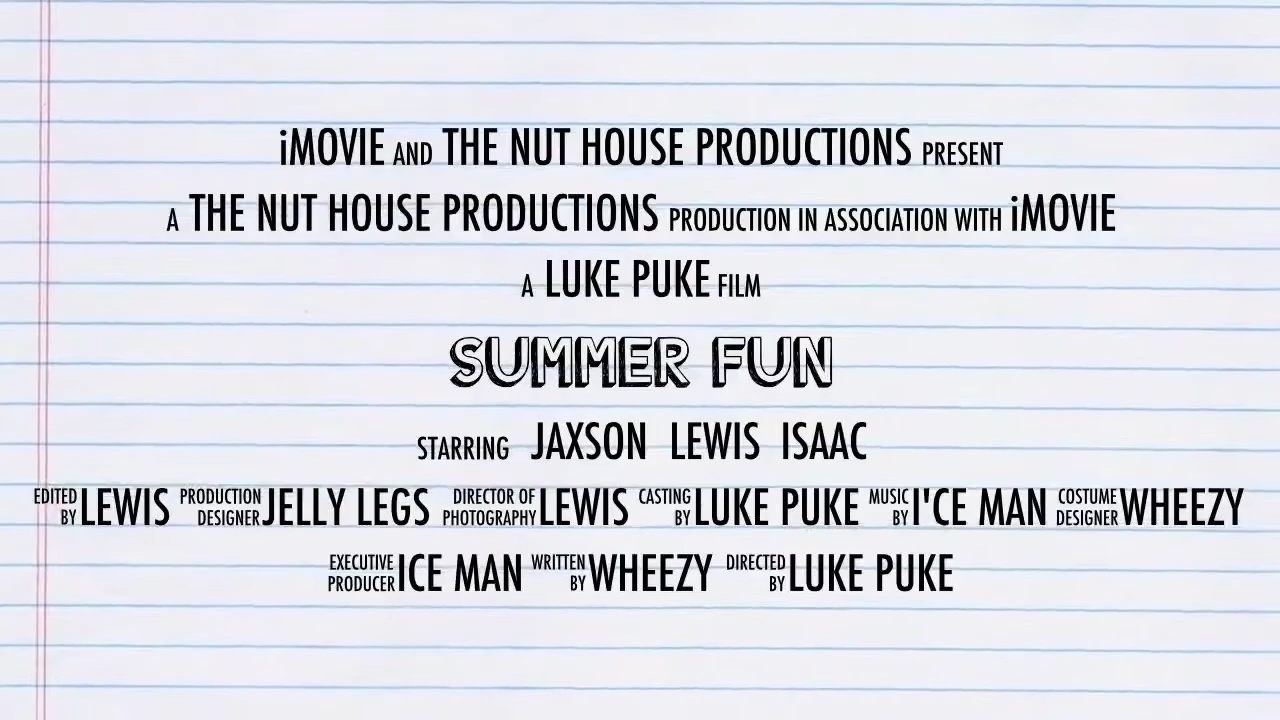 iMOVIE AND THE NUT HOUSE PRODUCTIONS PRESENT
A THE NUT HOUSE PRODUCTIONS PRODUCTION IN ASSOCIATION WITH iMOVIE
A LUKE PUKE FILM
SUMMER FUN
STARRING JAXSON LEWIS ISAAC
EDITED BY LEWIS PRODUCTION DESIGNER JELLY LEGS DIRECTOR OF PHOTOGRAPHY LEWIS CASTING BY LUKE PUKE MUSIC BY I'CE MAN COSTUME DESIGNER WHEEZY
EXECUTIVE PRODUCER ICE MAN WRITTEN BY WHEEZY DIRECTED BY LUKE PUKE